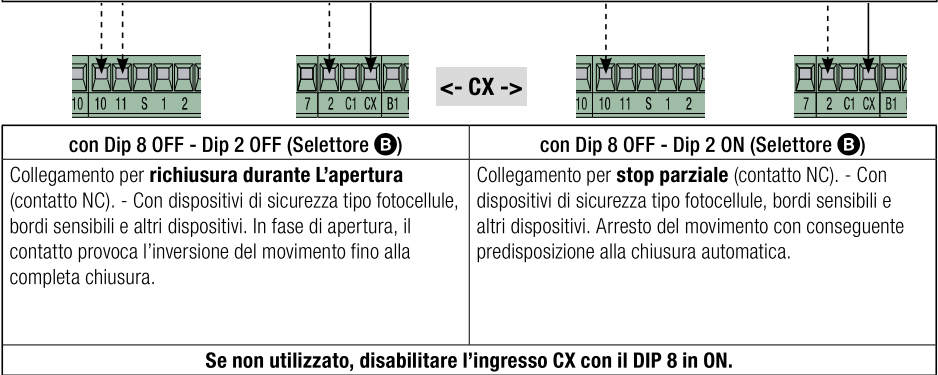 10 10 11 S 1 2
7 2 C1 CX B1
<- CX ->
10 10 11 S 1 2
7 2 C1 CX B1
con Dip 8 OFF - Dip 2 OFF (Selettore B)
Collegamento per richiusura durante L’apertura
(contatto NC). - Con dispositivi di sicurezza tipo fotocellule,
bordi sensibili e altri dispositivi. In fase di apertura, il
contatto provoca l’inversione del movimento fino alla
completa chiusura.
con Dip 8 OFF - Dip 2 ON (Selettore B)
Collegamento per stop parziale (contatto NC). - Con
dispositivi di sicurezza tipo fotocellule, bordi sensibili e
altri dispositivi. Arresto del movimento con conseguente
predisposizione alla chiusura automatica.
Se non utilizzato, disabilitare l’ingresso CX con il DIP 8 in ON.